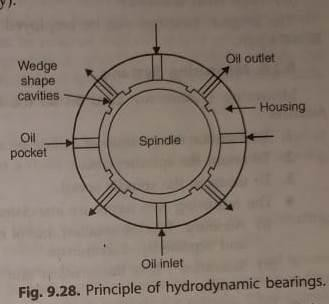 y).
Wedge
shape
cavities
Oil outlet
Housing
Oil
pocket
Spindle
Oil inlet
Fig. 9.28. Principle of hydrodynamic bearings.